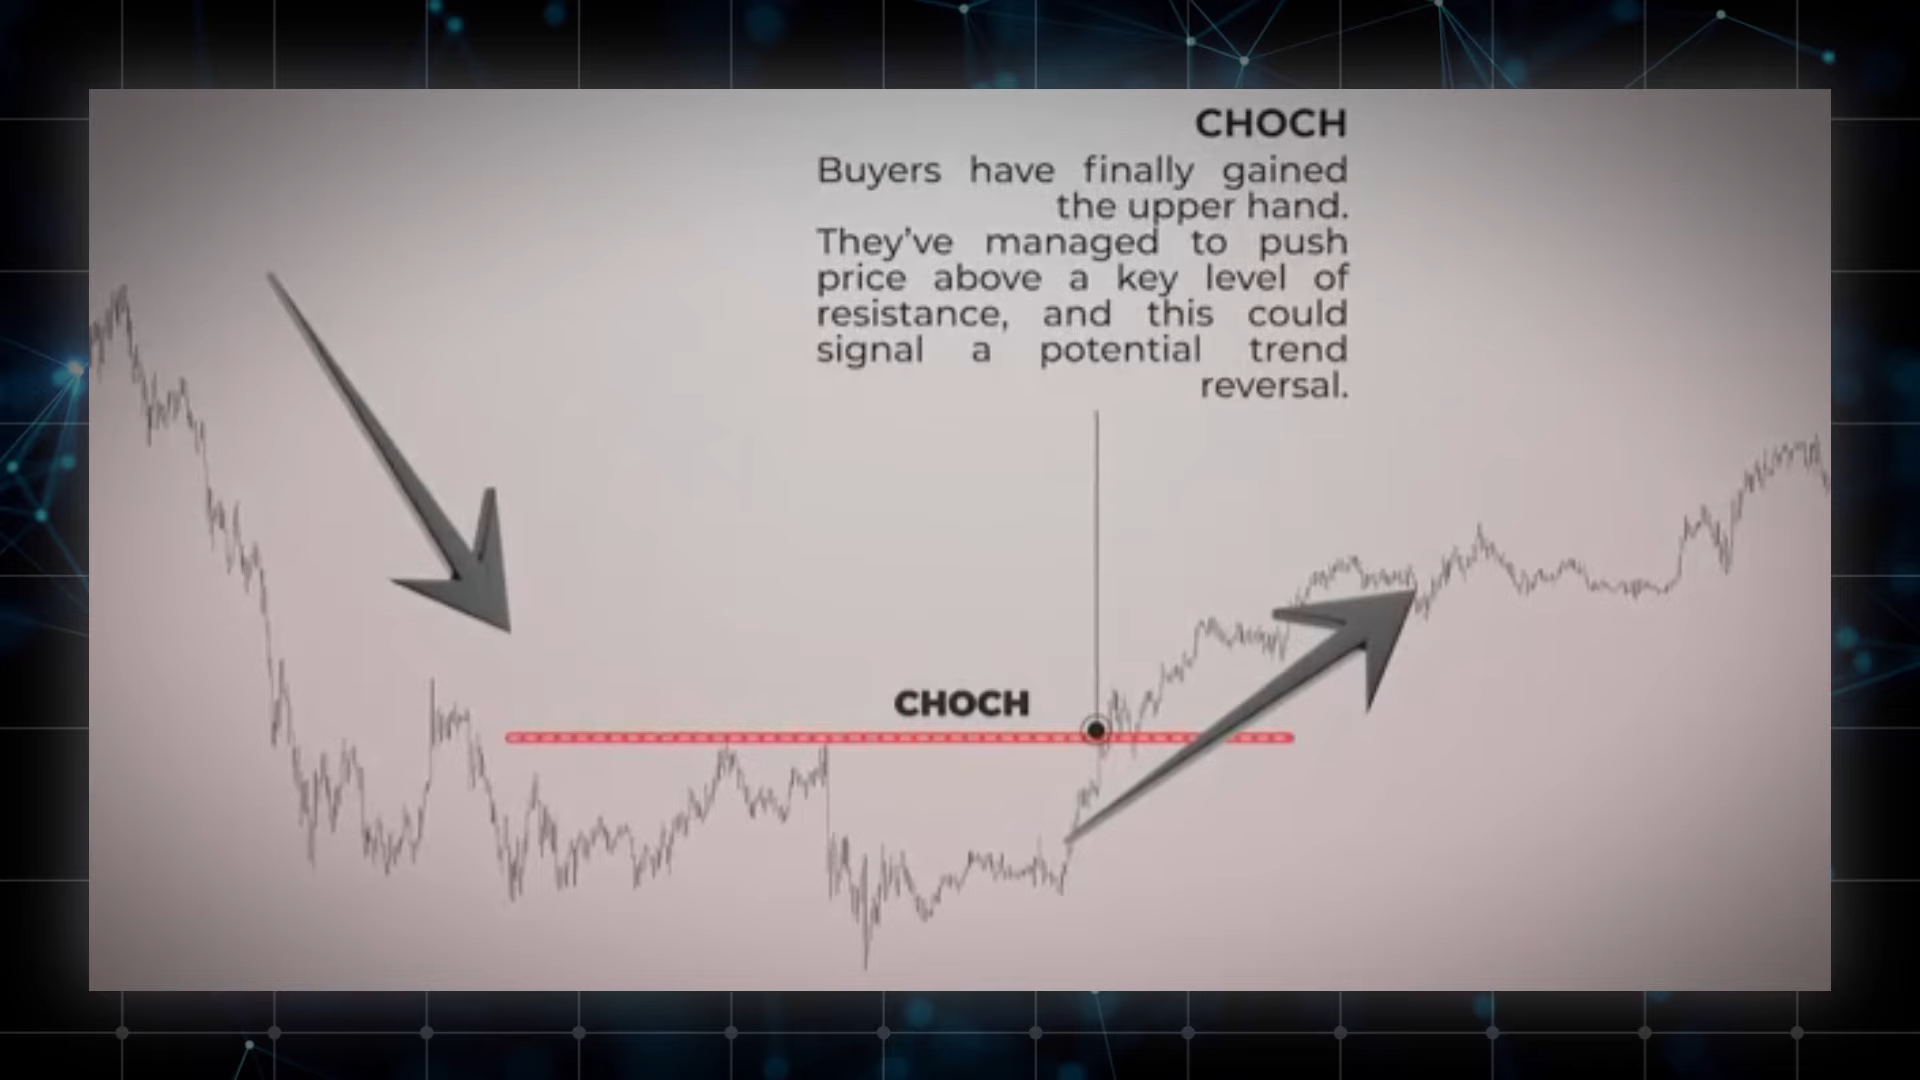 CHOCH
Buyers have finally gained
the upper hand.
They've managed to push
price above a key level of
resistance, and this could
signal a potential trend
reversal.
CHOCH